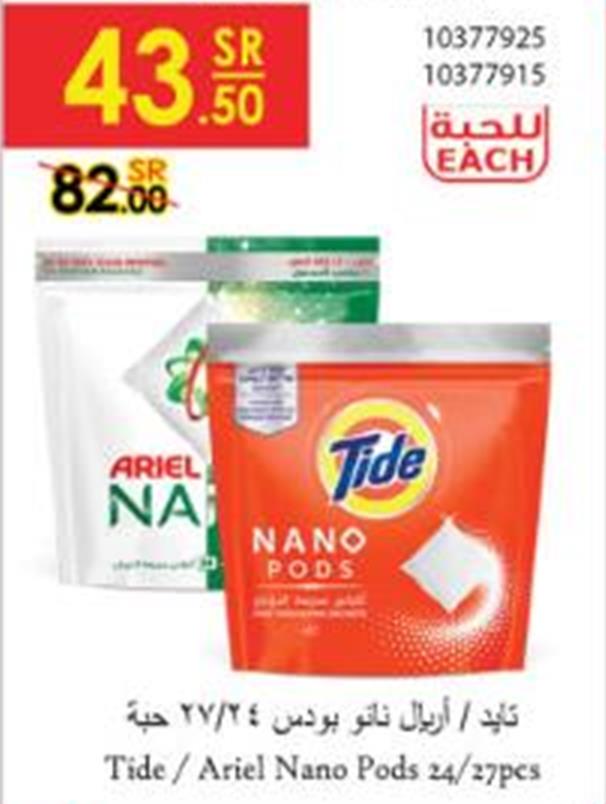 43.50 SR
10377925
10377915
للحبة
EACH
82.00 SR
ARIEL
NA
Tide
NANO
PODS
تايد / أريال نانو بودس ٢٧/٢٤ حبة
Tide / Ariel Nano Pods 24/27pcs